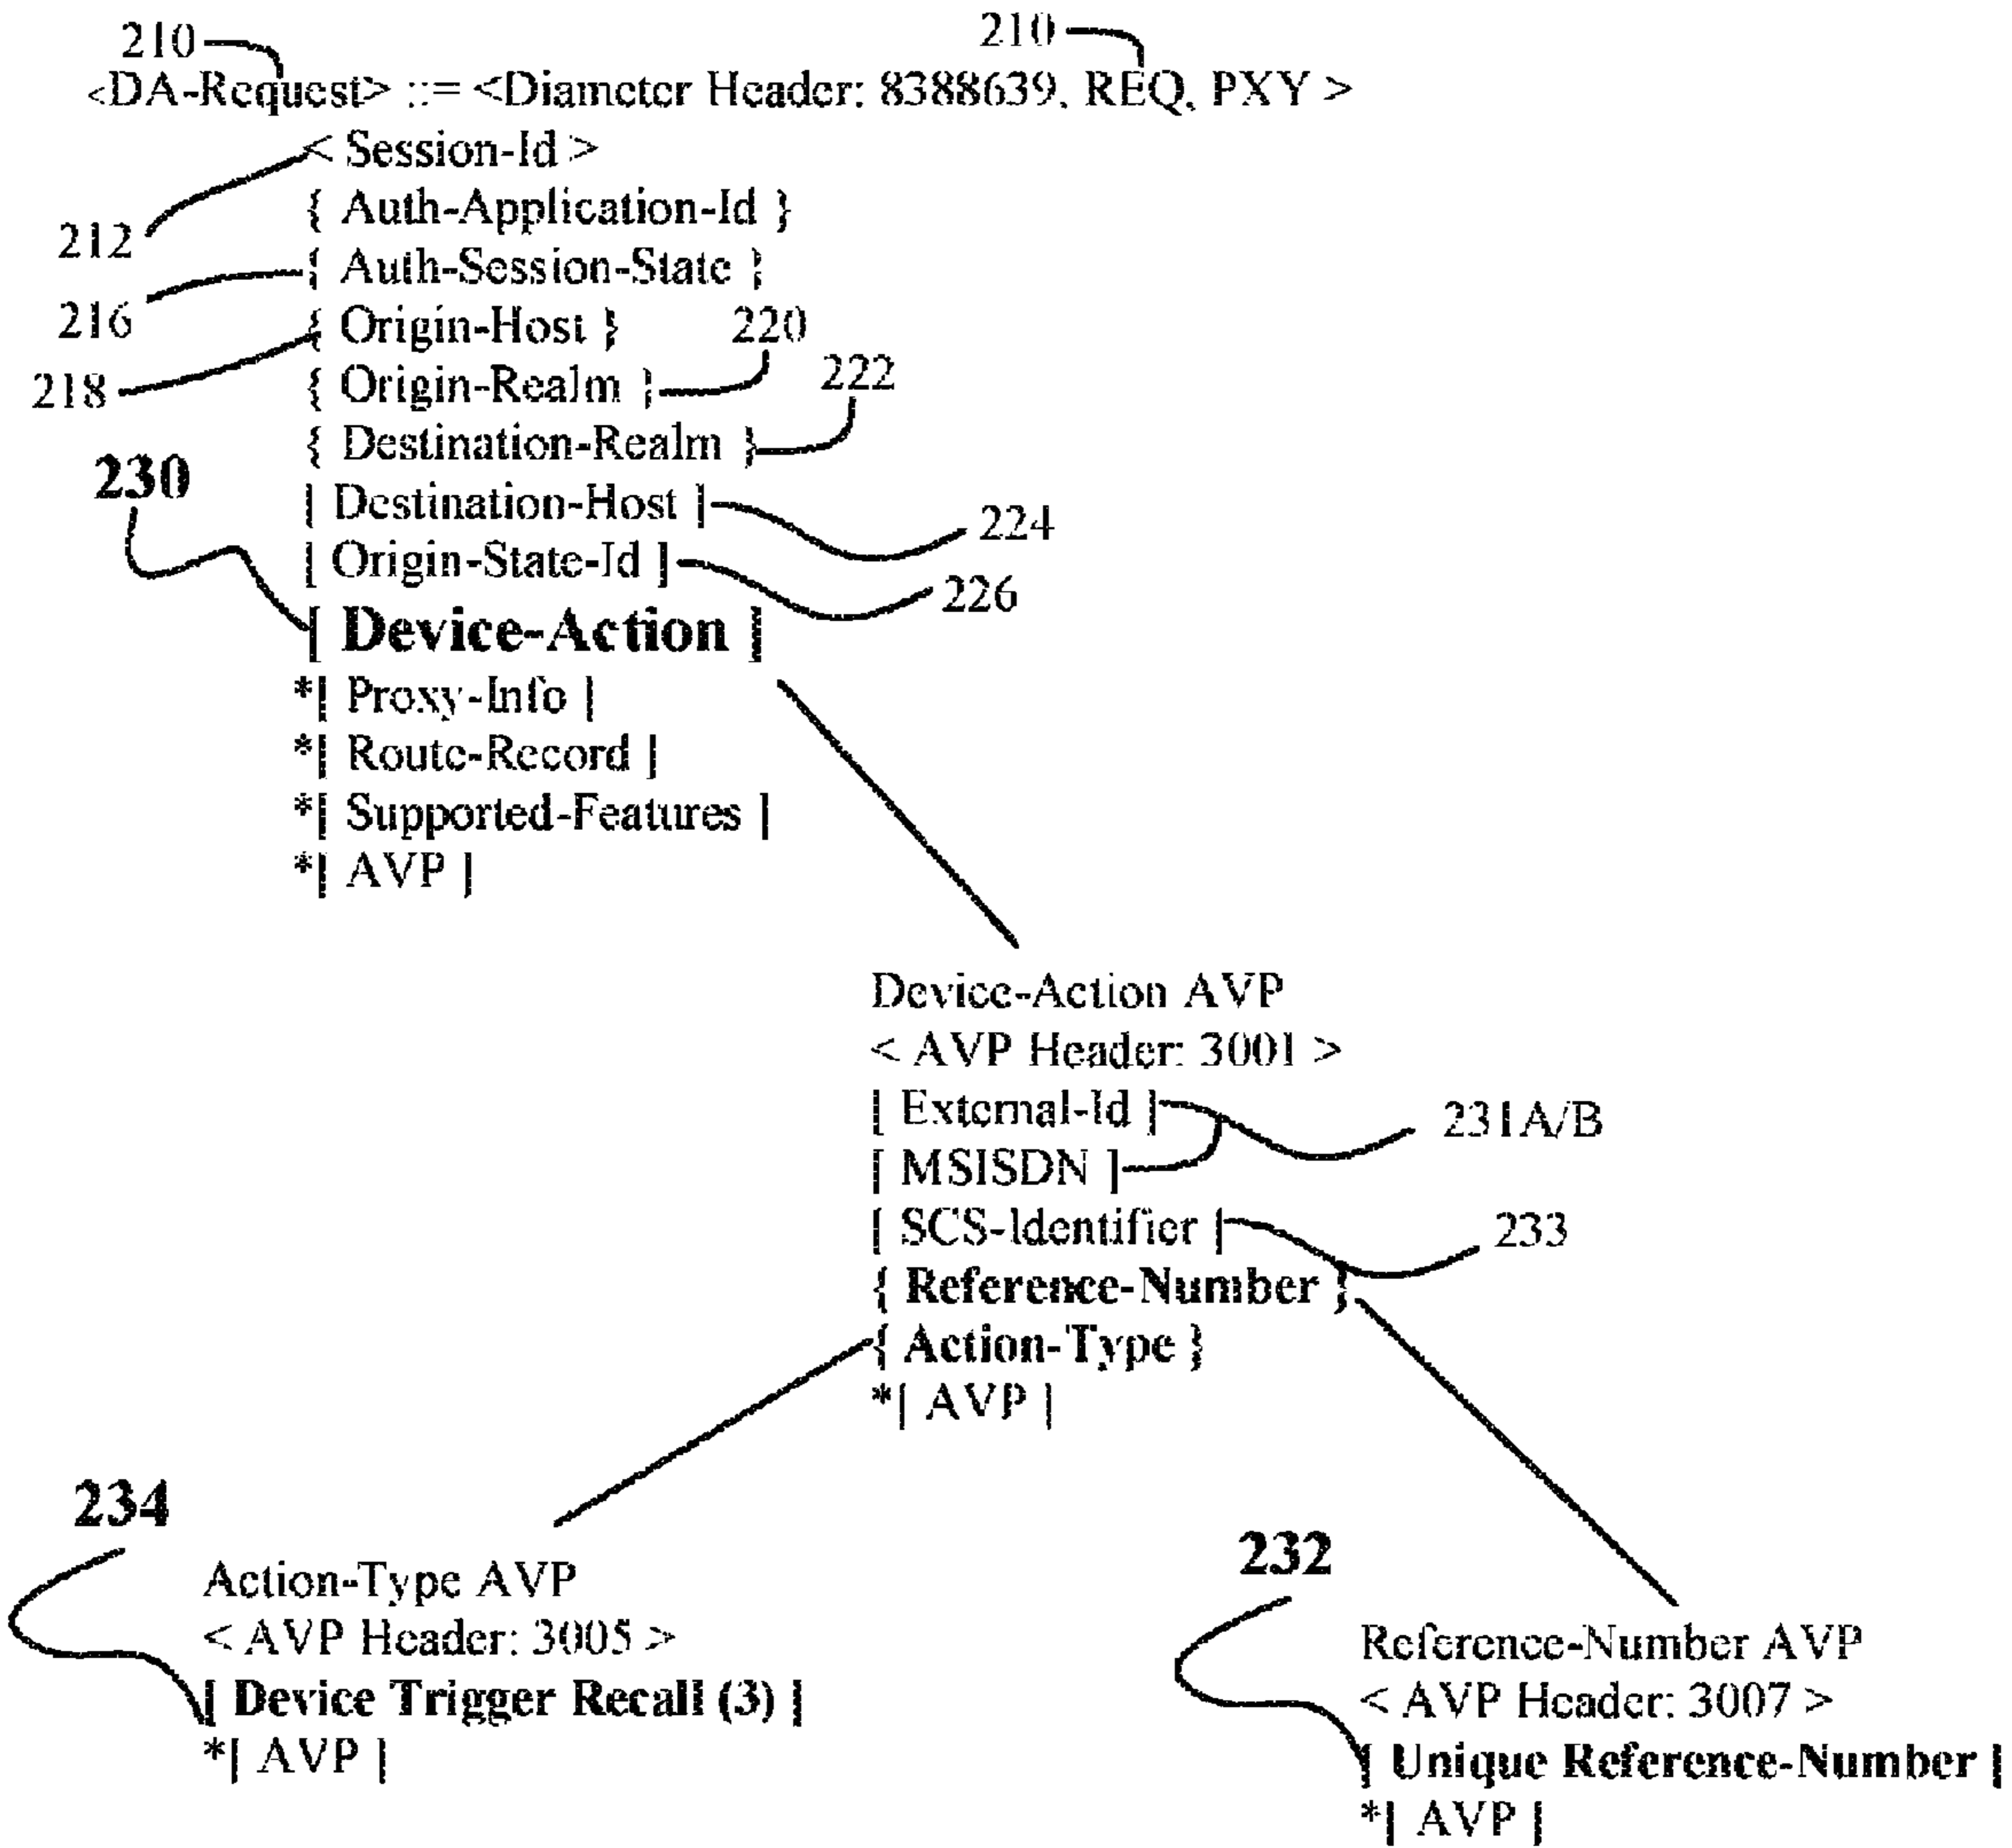 210 210
<DA-Request> ::= <Diameter Header: 8388639, REQ, PXY >
< Session-Id >
{ Auth-Application-Id }
212
{ Auth-Session-State }
216
{ Origin-Host } 220
218
{ Origin-Realm } 222
{ Destination-Realm }
230
[ Destination-Host ] 224
[ Origin-State-Id ] 226
[ Device-Action ]
*[ Proxy-Info ]
*[ Route-Record ]
*[ Supported-Features ]
*[ AVP ]
Device-Action AVP
< AVP Header: 3001 >
[ External-Id ] 231A/B
[ MSISDN ]
[ SCS-Identifier ] 233
{ Reference-Number }
{ Action-Type }
*[ AVP ]
234
Action-Type AVP
< AVP Header: 3005 >
[ Device Trigger Recall (3) ]
*[ AVP ]
232
Reference-Number AVP
< AVP Header: 3007 >
[ Unique Reference-Number ]
*[ AVP ]